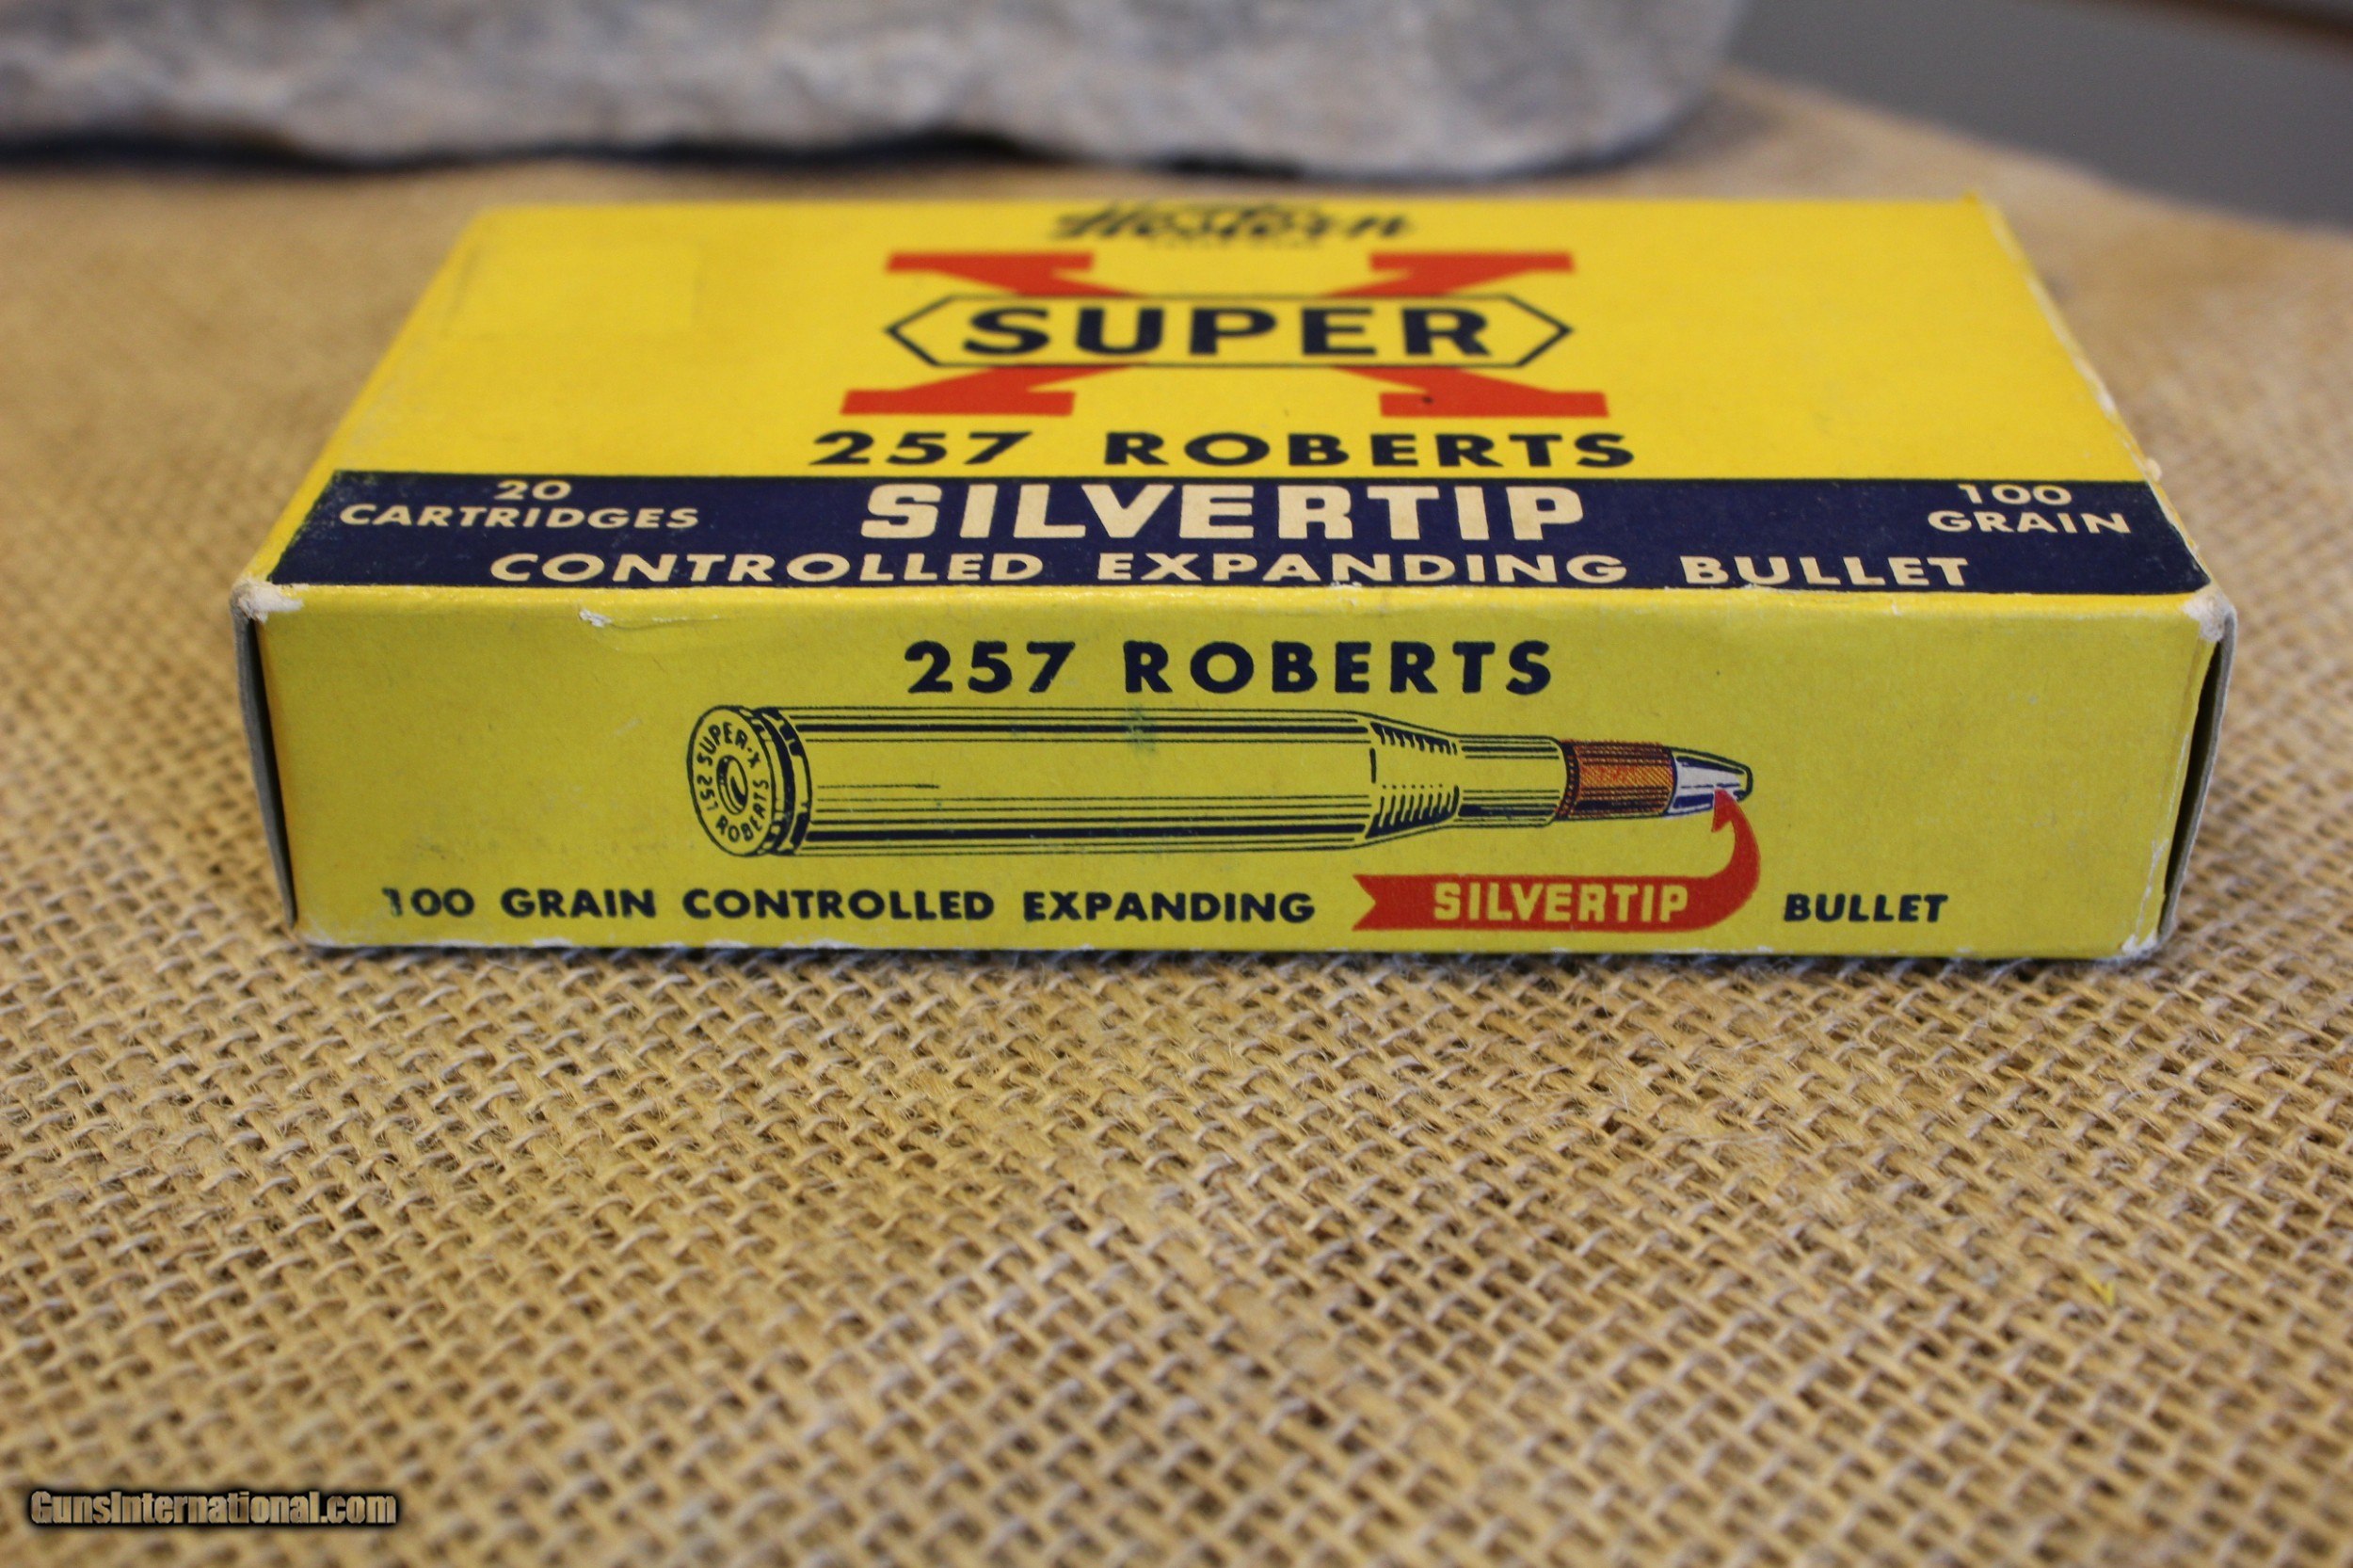 Western
SUPER X
257 ROBERTS
20
CARTRIDGES
SILVERTIP
100
GRAIN
CONTROLLED EXPANDING BULLET
257 ROBERTS
SUPER-X
257 ROBERTS
100 GRAIN CONTROLLED EXPANDING SILVERTIP BULLET
GunsInternational.com